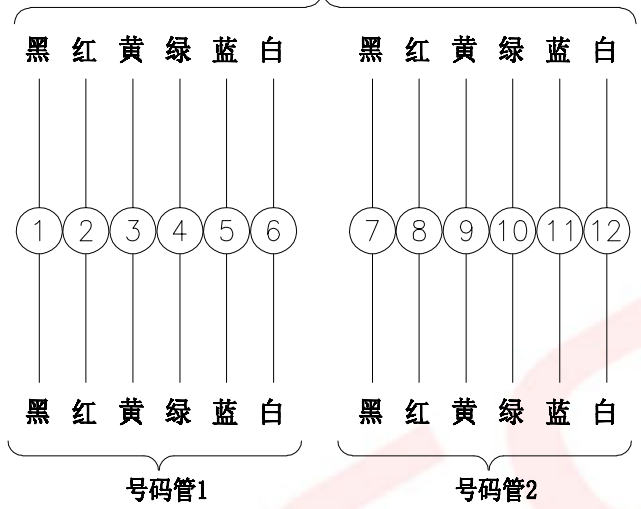 黑 红 黄 绿 蓝 白 黑 红 黄 绿 蓝 白
1 2 3 4 5 6 7 8 9 10 11 12
黑 红 黄 绿 蓝 白 黑 红 黄 绿 蓝 白
号码管1 号码管2